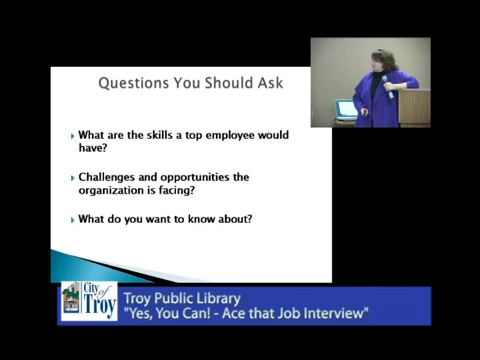 Questions You Should Ask
What are the skills a top employee would
have?
Challenges and opportunities the
organization is facing?
What do you want to know about?
City
of
Troy
Troy Public Library
"Yes, You Can! - Ace that Job Interview"